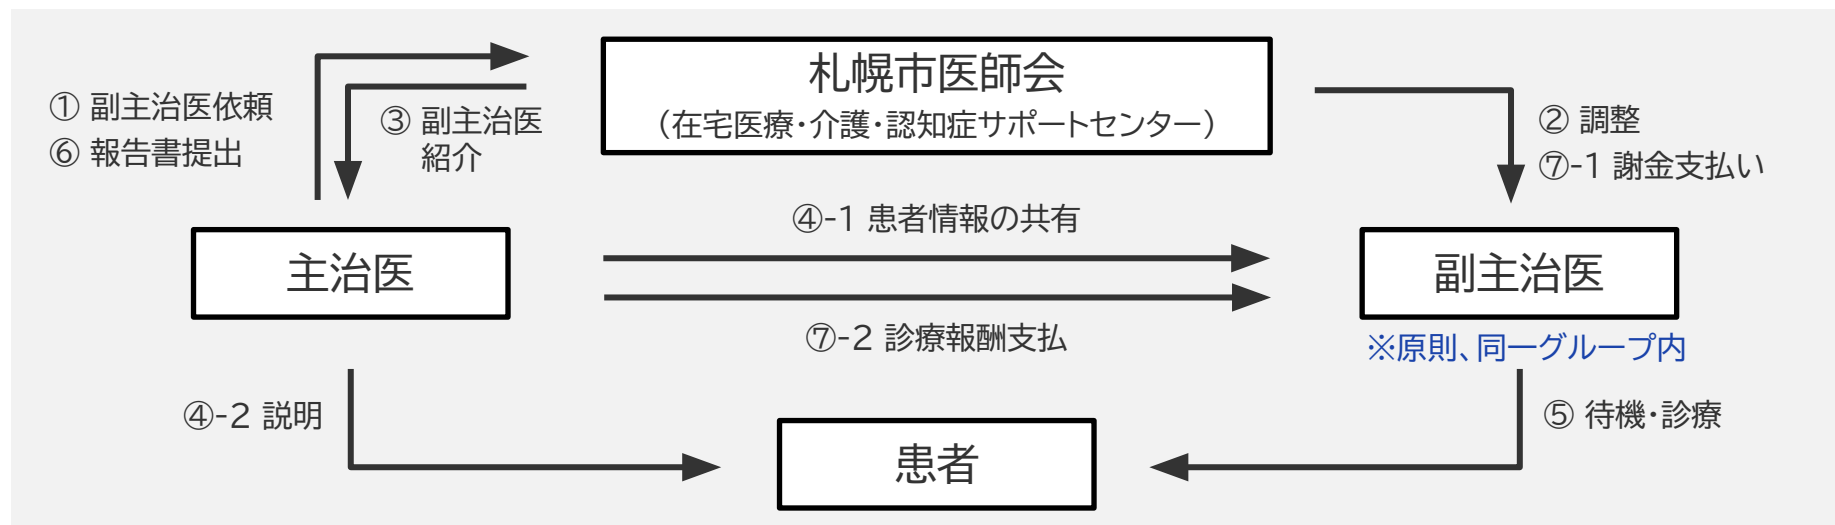 札幌市医師会
（在宅医療・介護・認知症サポートセンター）
① 副主治医依頼
⑥ 報告書提出
③ 副主治医
紹介
② 調整
⑦-1 謝金支払い
④-1 患者情報の共有
主治医
副主治医
⑦-2 診療報酬支払
※原則、同一グループ内
④-2 説明
⑤ 待機・診療
患者